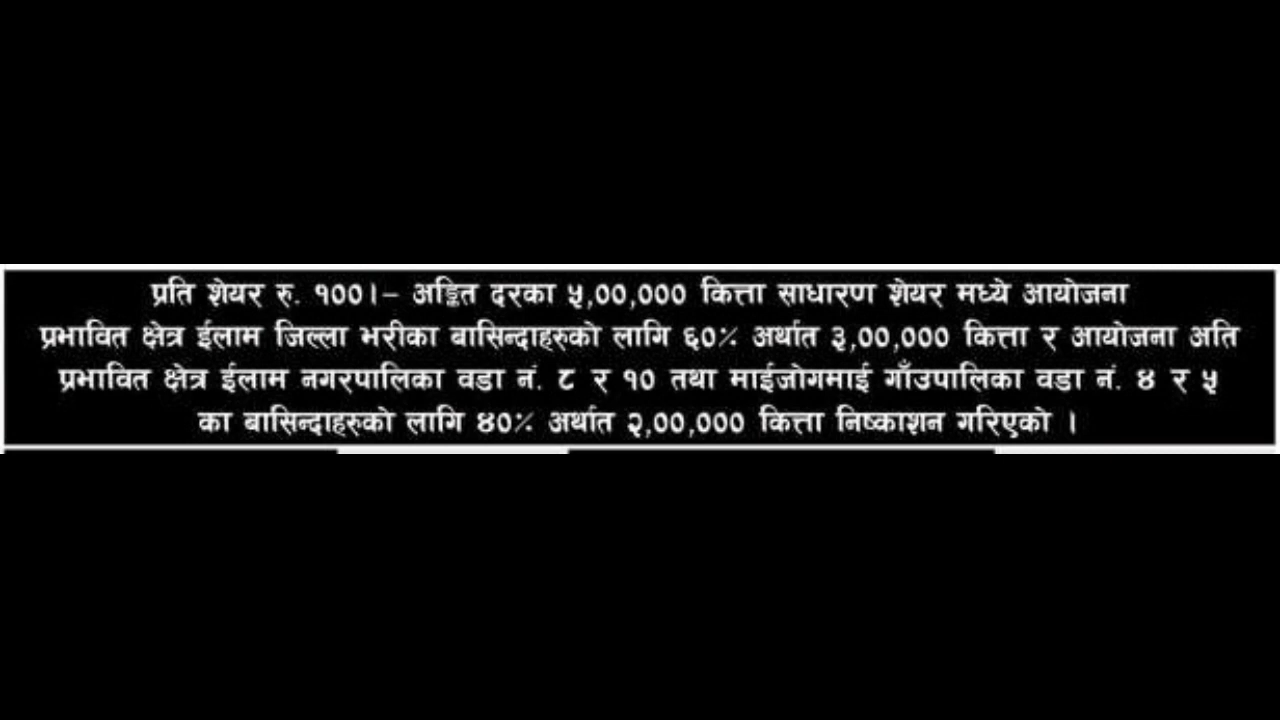 प्रति शेयर रु. १००।– अङ्कित दरका ५,००,००० कित्ता साधारण शेयर मध्ये आयोजना
प्रभावित क्षेत्र ईलाम जिल्ला भरीका बासिन्दाहरुको लागि ६०% अर्थात ३,००,००० कित्ता र आयोजना अति
प्रभावित क्षेत्र ईलाम नगरपालिका वडा नं. ८ र १० तथा माईजोगमाई गाँउपालिका वडा नं. ४ र ५
का बासिन्दाहरुको लागि ४०% अर्थात २,००,००० कित्ता निष्काशन गरिएको ।